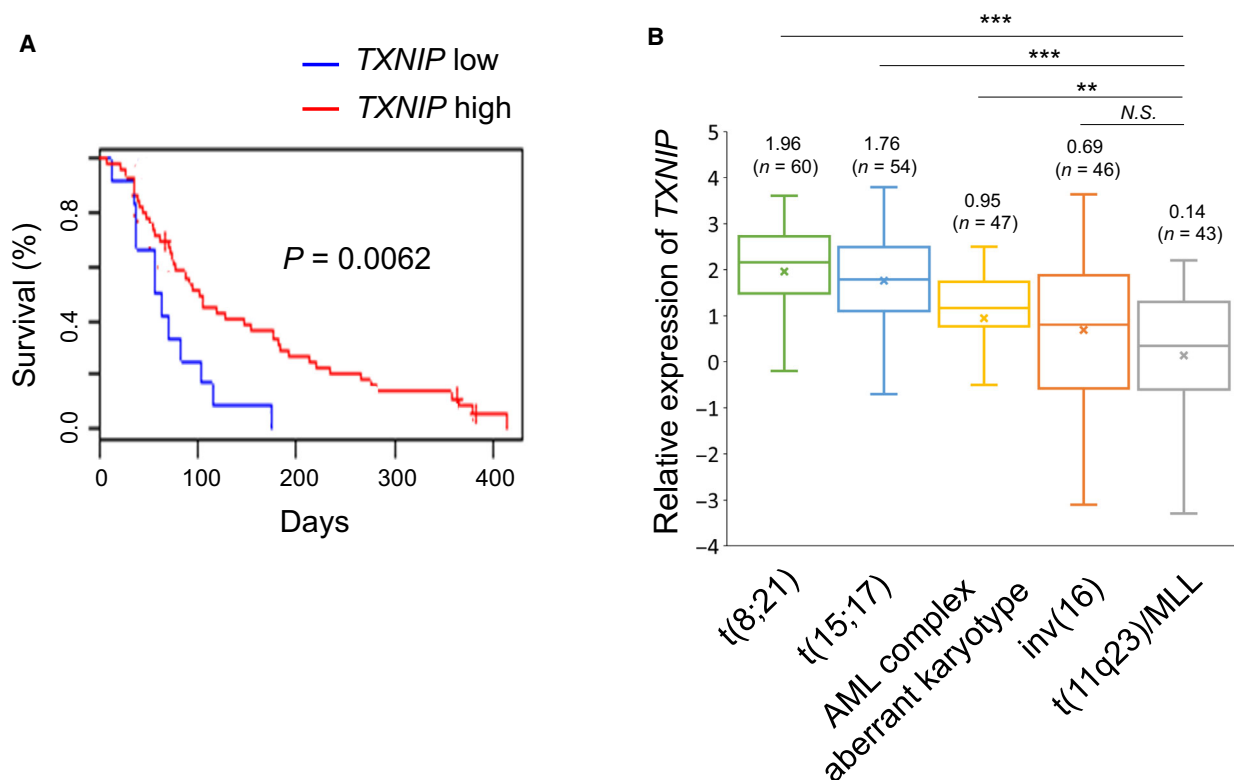 A
TXNIP low
TXNIP high
Survival (%)
0.8
0.4
0.0
P = 0.0062
0 100 200 300 400
Days
B
***
***
**
N.S.
Relative expression of TXNIP
5
4
3
2
1
0
−1
−2
−3
−4
1.96
(n = 60)
1.76
(n = 54)
0.95
(n = 47)
0.69
(n = 46)
0.14
(n = 43)
t(8;21)
t(15;17)
AML complex
aberrant karyotype
inv(16)
t(11q23)/MLL